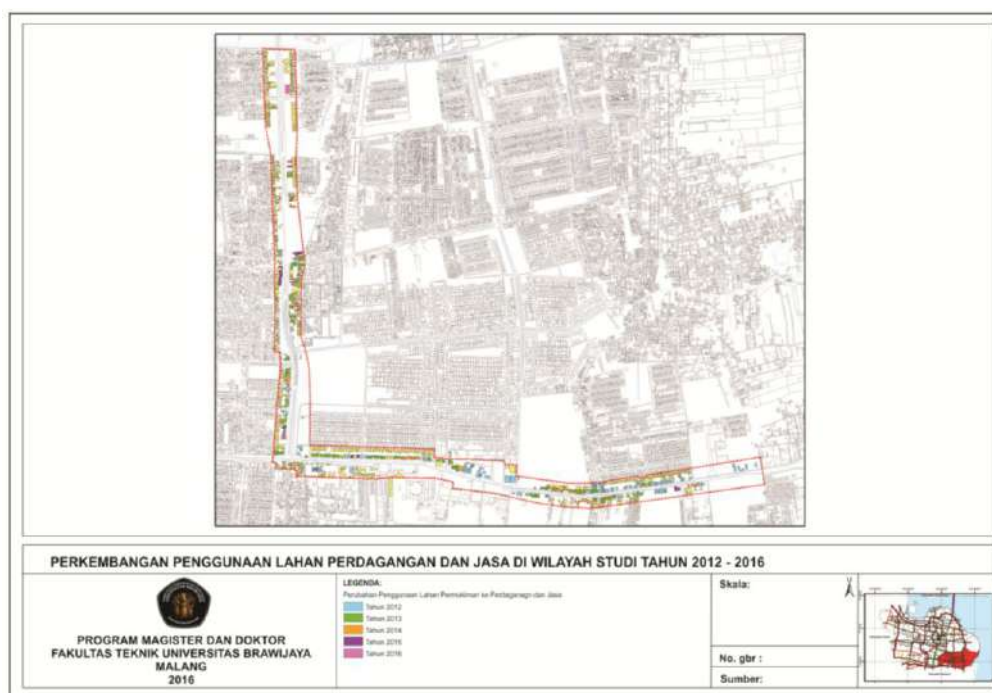 PERKEMBANGAN PENGGUNAAN LAHAN PERDAGANGAN DAN JASA DI WILAYAH STUDI TAHUN 2012 - 2016
PROGRAM MAGISTER DAN DOKTOR
FAKULTAS TEKNIK UNIVERSITAS BRAWIJAYA
MALANG
2016
LEGENDA:
Perubahan Penggunaan Lahan Permukiman ke Perdagangan dan Jasa
Tahun 2012
Tahun 2013
Tahun 2014
Tahun 2015
Tahun 2016
Skala:
No. gbr :
Sumber: